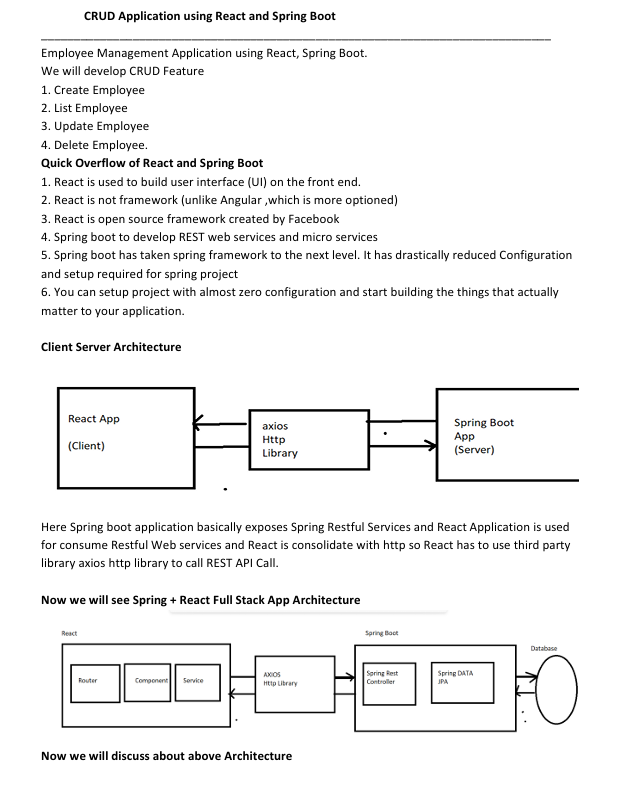 CRUD Application using React and Spring Boot
Employee Management Application using React, Spring Boot.
We will develop CRUD Feature
1. Create Employee
2. List Employee
3. Update Employee
4. Delete Employee.
Quick Overflow of React and Spring Boot
1. React is used to build user interface (UI) on the front end.
2. React is not framework (unlike Angular ,which is more optioned)
3. React is open source framework created by Facebook
4. Spring boot to develop REST web services and micro services
5. Spring boot has taken spring framework to the next level. It has drastically reduced Configuration
and setup required for spring project
6. You can setup project with almost zero configuration and start building the things that actually
matter to your application.
Client Server Architecture
React App
(Client)
axios
Http
Library
Spring Boot
App
(Server)
Here Spring boot application basically exposes Spring Restful Services and React Application is used
for consume Restful Web services and React is consolidate with http so React has to use third party
library axios http library to call REST API Call.
Now we will see Spring + React Full Stack App Architecture
React
Router
Component
Service
AXIOS
Http Library
Spring Boot
Spring Rest
Controller
Spring DATA
JPA
Database
Now we will discuss about above Architecture